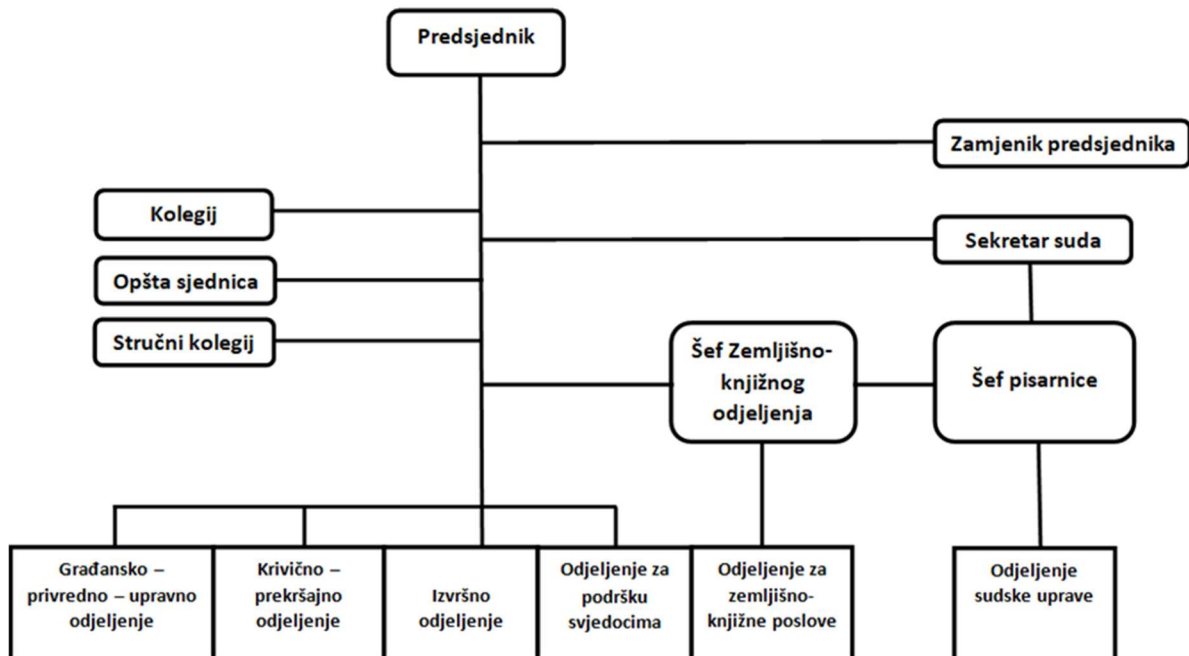 Predsjednik
Zamjenik predsjednika
Kolegij
Sekretar suda
Opšta sjednica
Stručni kolegij
Šef Zemljišno-
knjižnog
odjeljenja
Šef pisarnice
Građansko –
privredno – upravno
odjeljenje
Krivično –
prekršajno
odjeljenje
Izvršno
odjeljenje
Odjeljenje za
podršku
svjedocima
Odjeljenje za
zemljišno-
knjižne poslove
Odjeljenje
sudske uprave